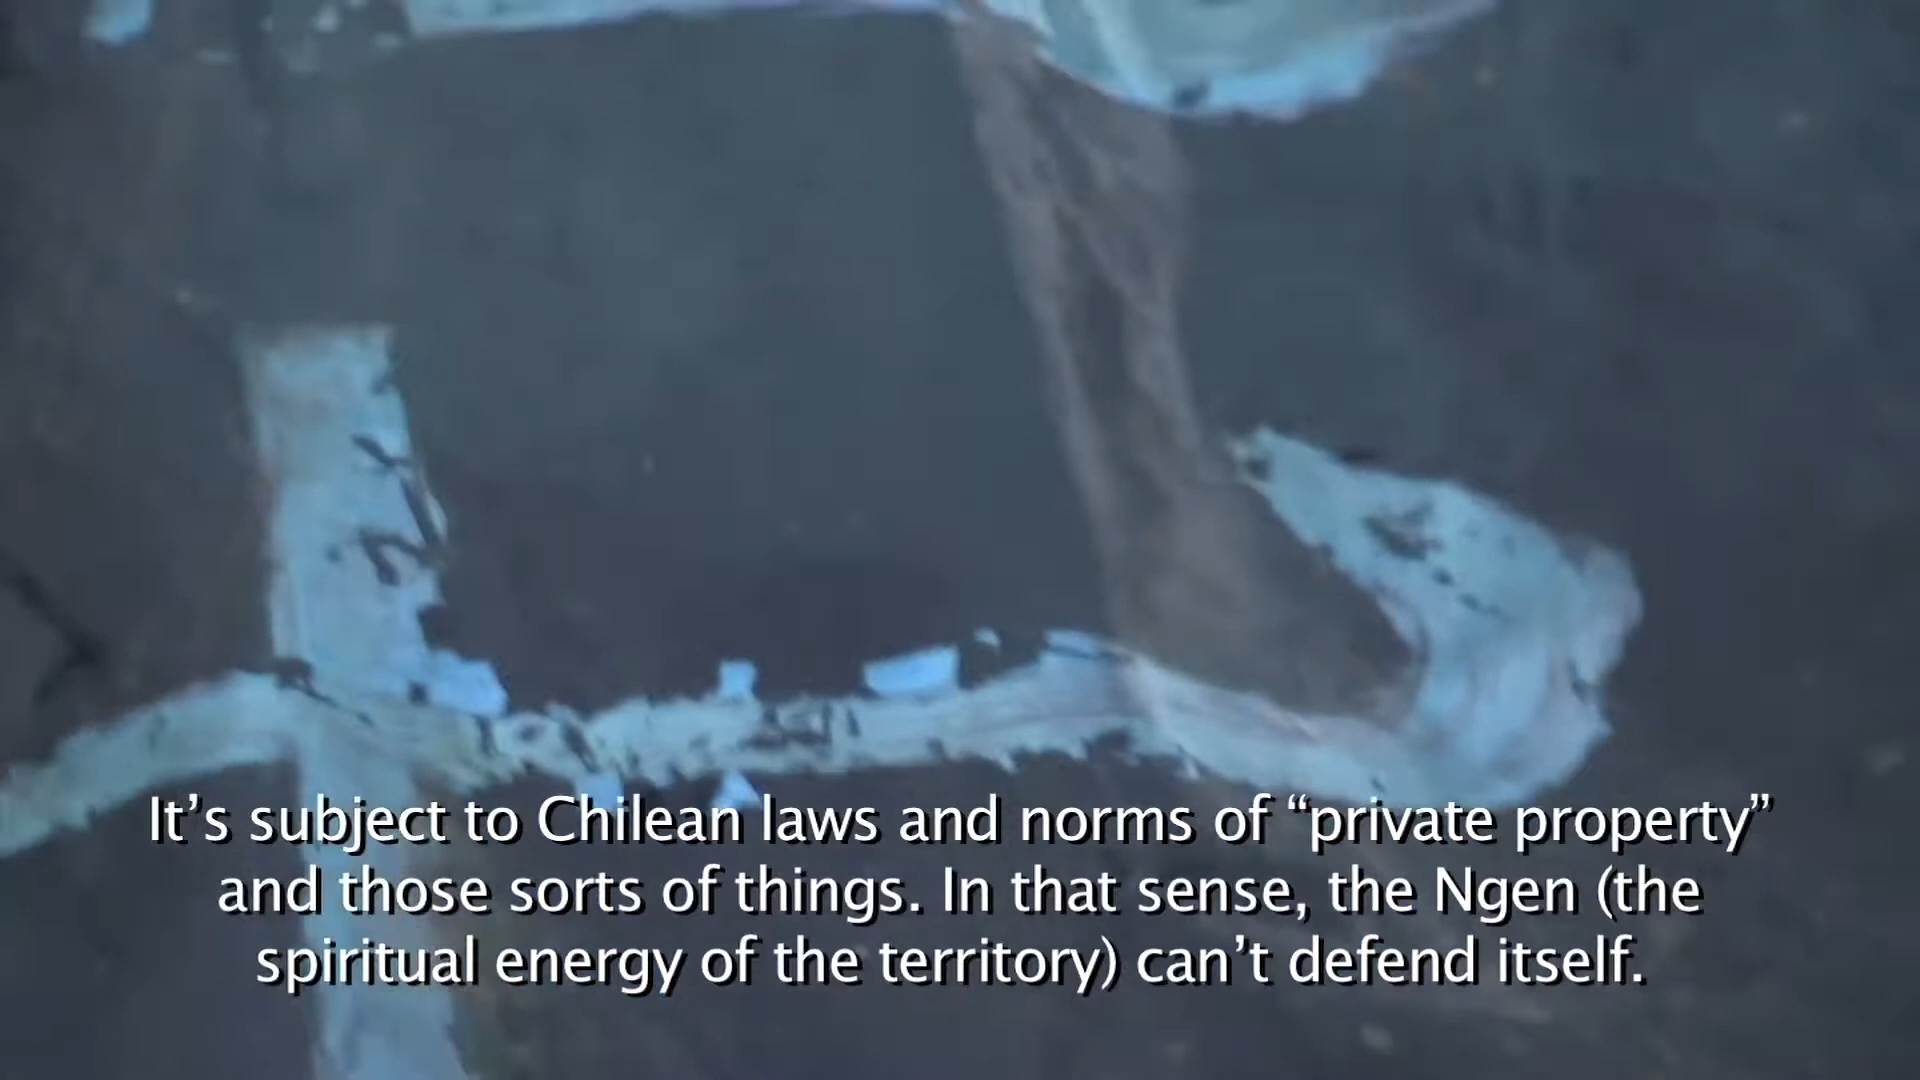 It’s subject to Chilean laws and norms of “private property”
and those sorts of things. In that sense, the Ngen (the
spiritual energy of the territory) can’t defend itself.